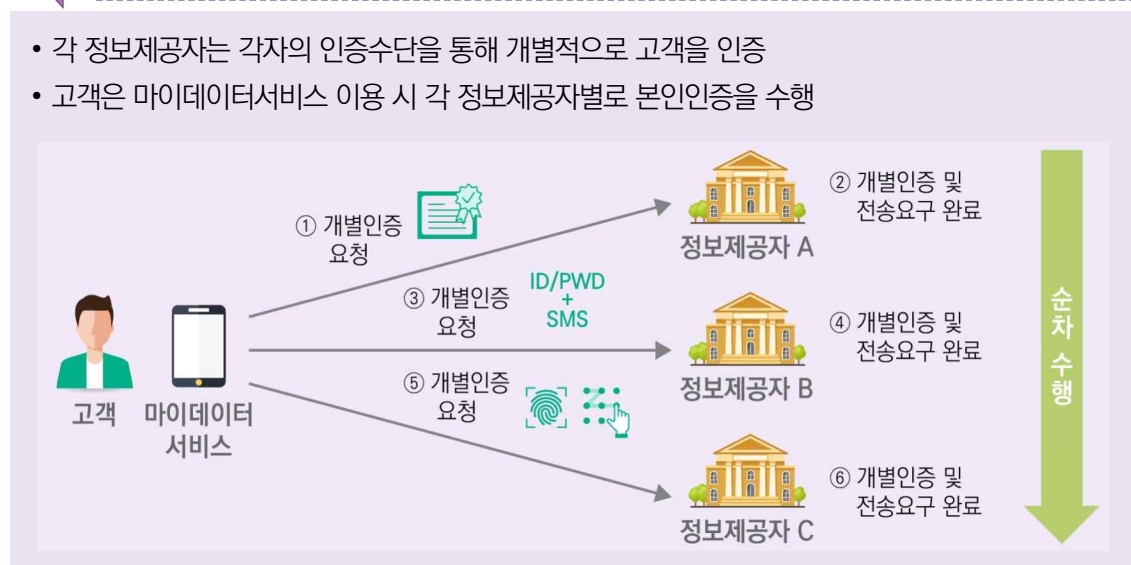 • 각 정보제공자는 각자의 인증수단을 통해 개별적으로 고객을 인증
• 고객은 마이데이터서비스 이용 시 각 정보제공자별로 본인인증을 수행
① 개별인증
요청
정보제공자 A
② 개별인증 및
전송요구 완료
③ 개별인증
요청
ID/PWD
+
SMS
정보제공자 B
④ 개별인증 및
전송요구 완료
고객
마이데이터
서비스
⑤ 개별인증
요청
정보제공자 C
⑥ 개별인증 및
전송요구 완료
순차 수행